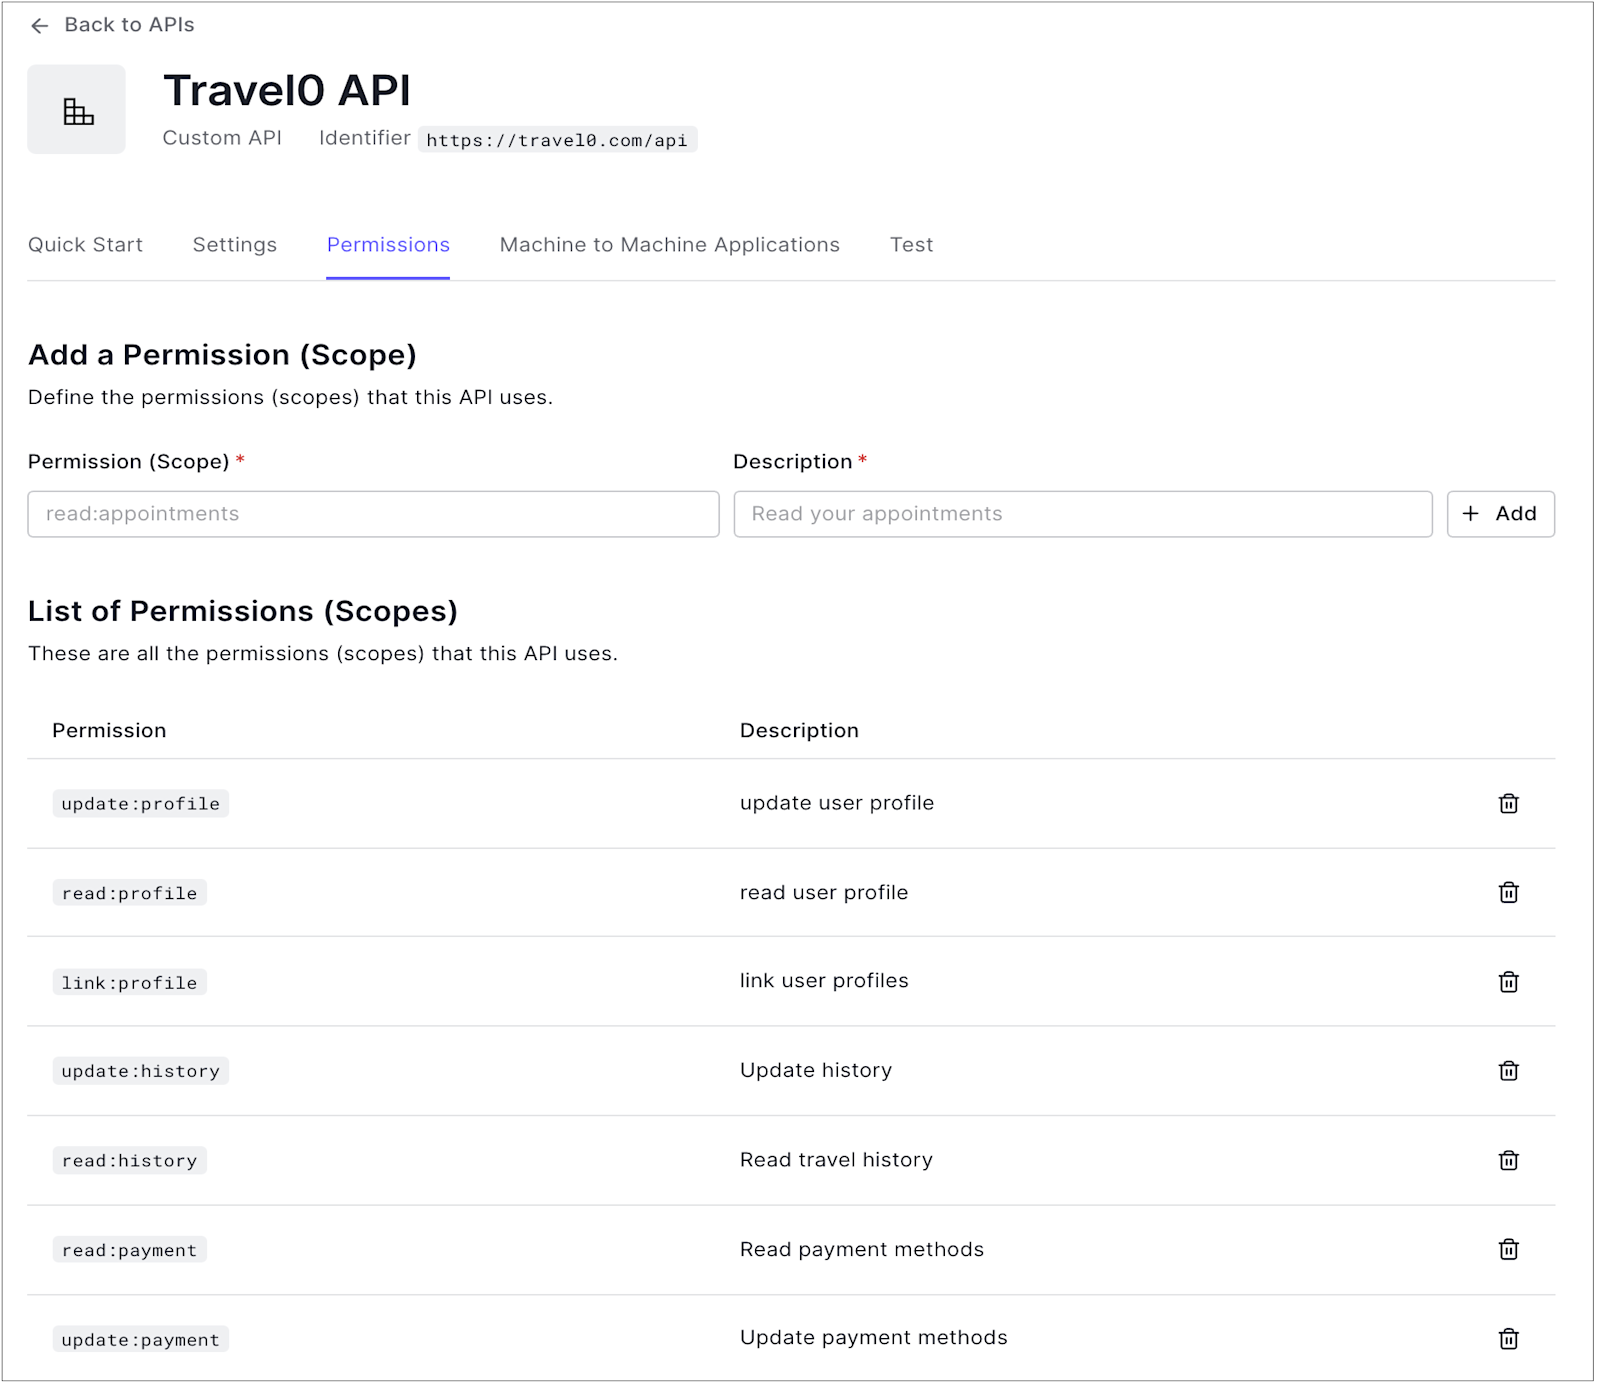 Back to APIs
Travel0 API
Custom API Identifier https://travel0.com/api
Quick Start Settings Permissions Machine to Machine Applications Test
Add a Permission (Scope)
Define the permissions (scopes) that this API uses.
Permission (Scope) * Description *
read:appointments Read your appointments + Add
List of Permissions (Scopes)
These are all the permissions (scopes) that this API uses.
Permission Description
update:profile update user profile
read:profile read user profile
link:profile link user profiles
update:history Update history
read:history Read travel history
read:payment Read payment methods
update:payment Update payment methods